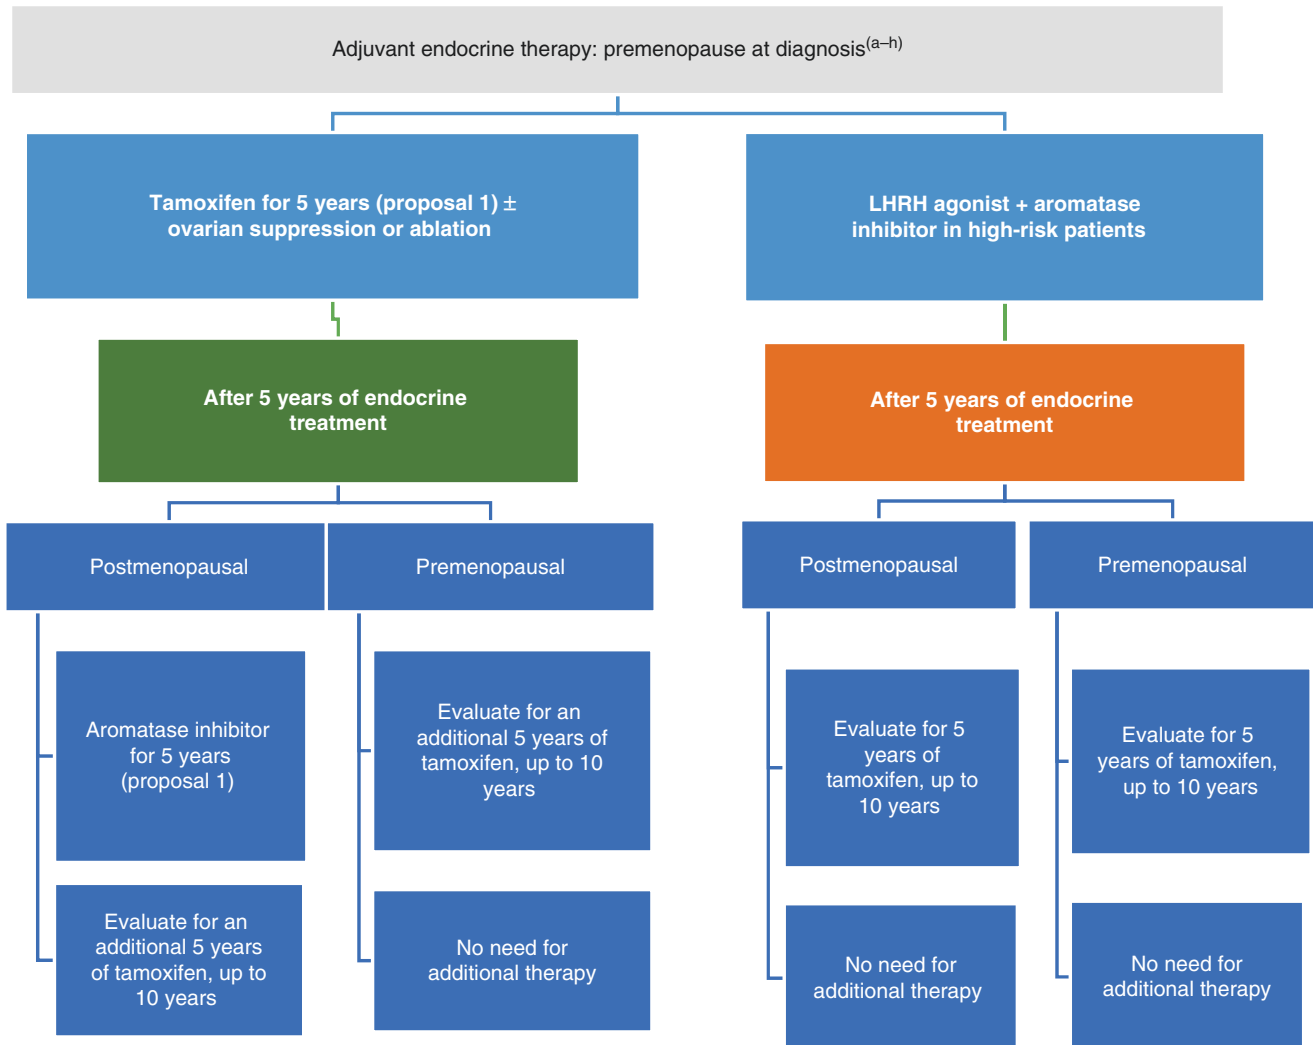 Adjuvant endocrine therapy: premenopause at diagnosis(a–h)
Tamoxifen for 5 years (proposal 1) ±
ovarian suppression or ablation
LHRH agonist + aromatase
inhibitor in high-risk patients
After 5 years of endocrine
treatment
After 5 years of endocrine
treatment
Postmenopausal
Premenopausal
Postmenopausal
Premenopausal
Aromatase inhibitor
for 5 years
(proposal 1)
Evaluate for an
additional 5 years of
tamoxifen, up to 10
years
Evaluate for 5
years of
tamoxifen, up to
10 years
Evaluate for 5
years of tamoxifen,
up to 10 years
Evaluate for an
additional 5 years
of tamoxifen, up to
10 years
No need for
additional therapy
No need for
additional therapy
No need for
additional therapy